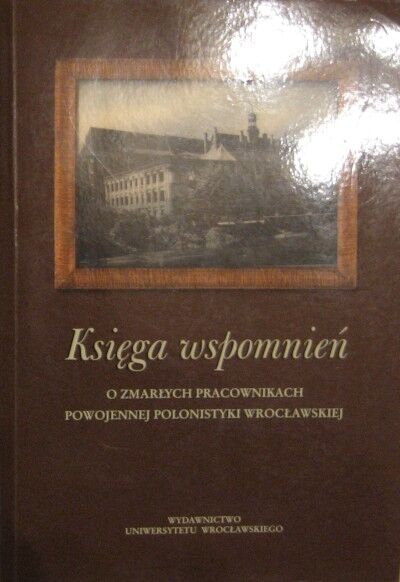 Księga wspomnień
O ZMARŁYCH PRACOWNIKACH
POWOJENNEJ POLONISTYKI WROCŁAWSKIEJ
WYDAWNICTWO
UNIWERSYTETU WROCŁAWSKIEGO